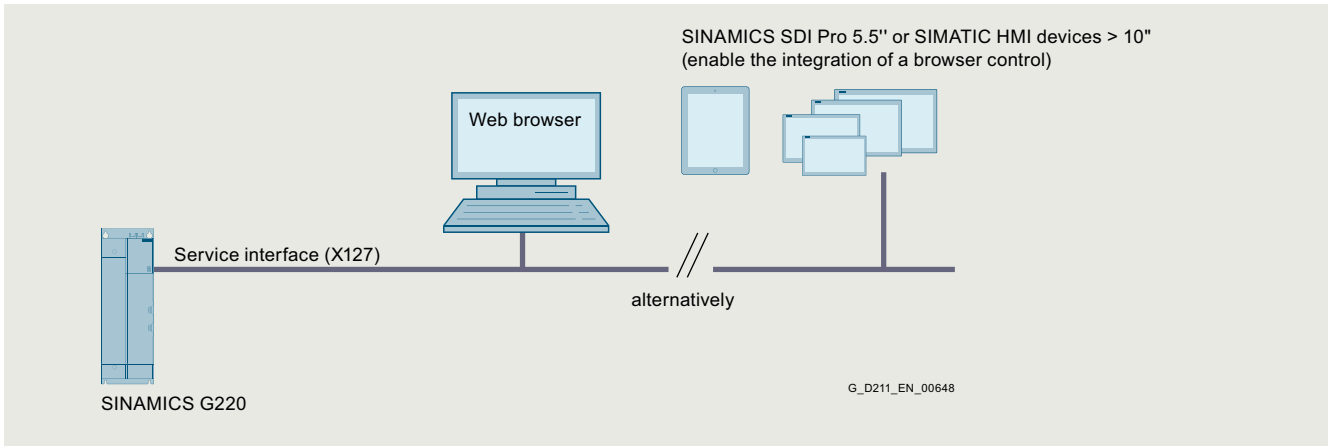 SINAMICS SDI Pro 5.5'' or SIMATIC HMI devices > 10"
(enable the integration of a browser control)
Web browser
Service interface (X127)
alternatively
G_D211_EN_00648
SINAMICS G220